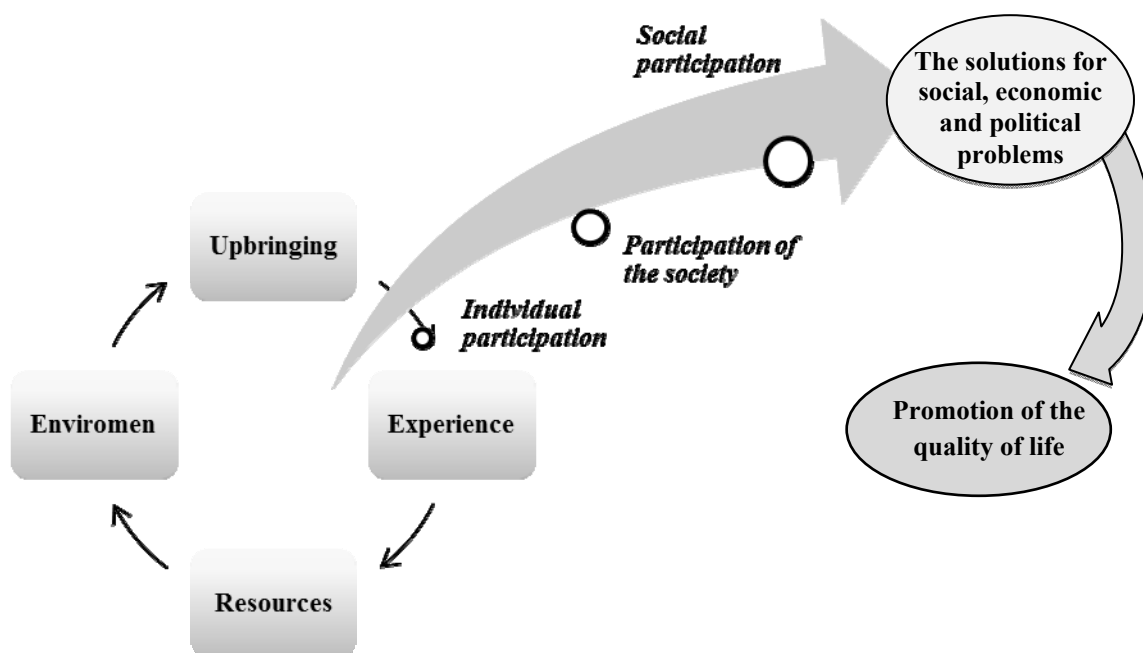 Social
participation
The solutions for
social, economic
and political
problems
Upbringing
Participation of
the society
Individual
participation
Enviromen
Experience
Promotion of the
quality of life
Resources